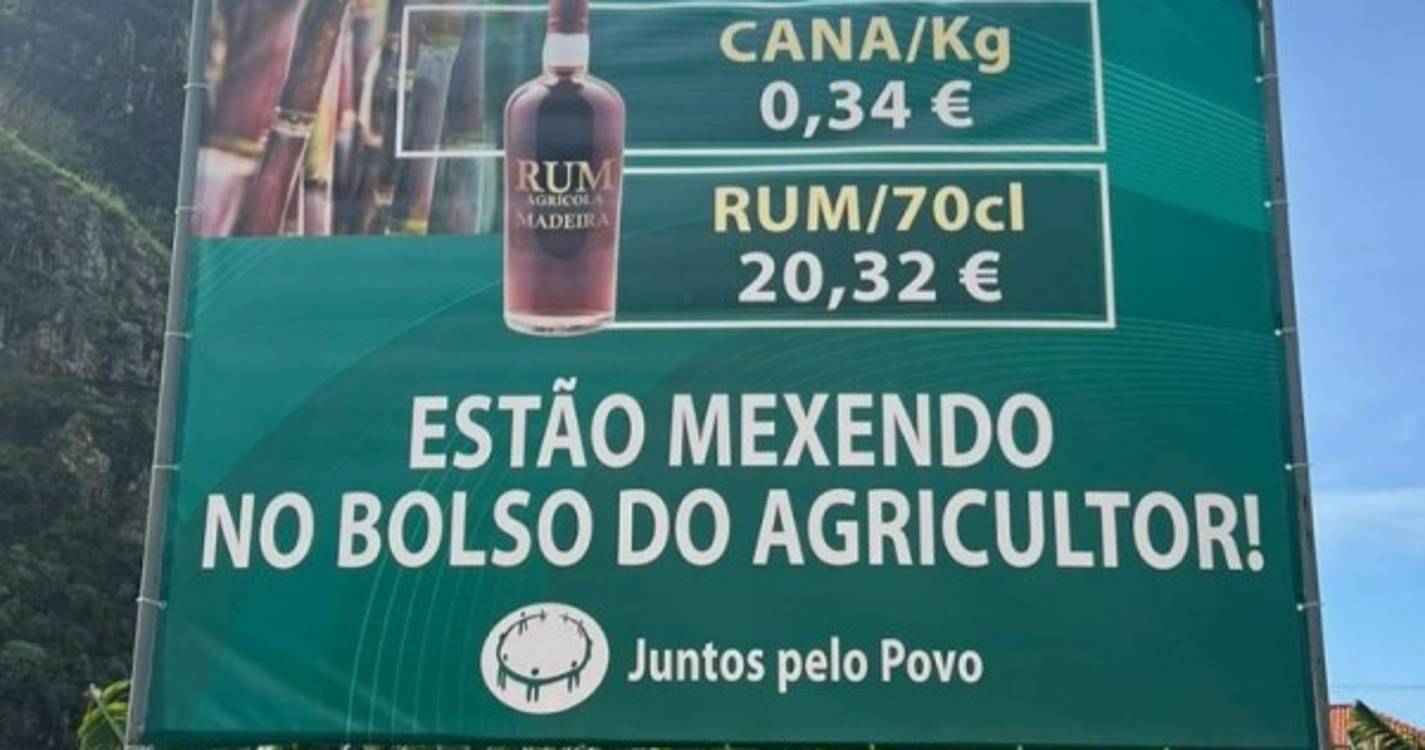 CANA/Kg
0,34 €
RUM
AGRÍCOLA
MADEIRA
RUM/70cl
20,32 €
ESTÃO MEXENDO
NO BOLSO DO AGRICULTOR!
Juntos pelo Povo